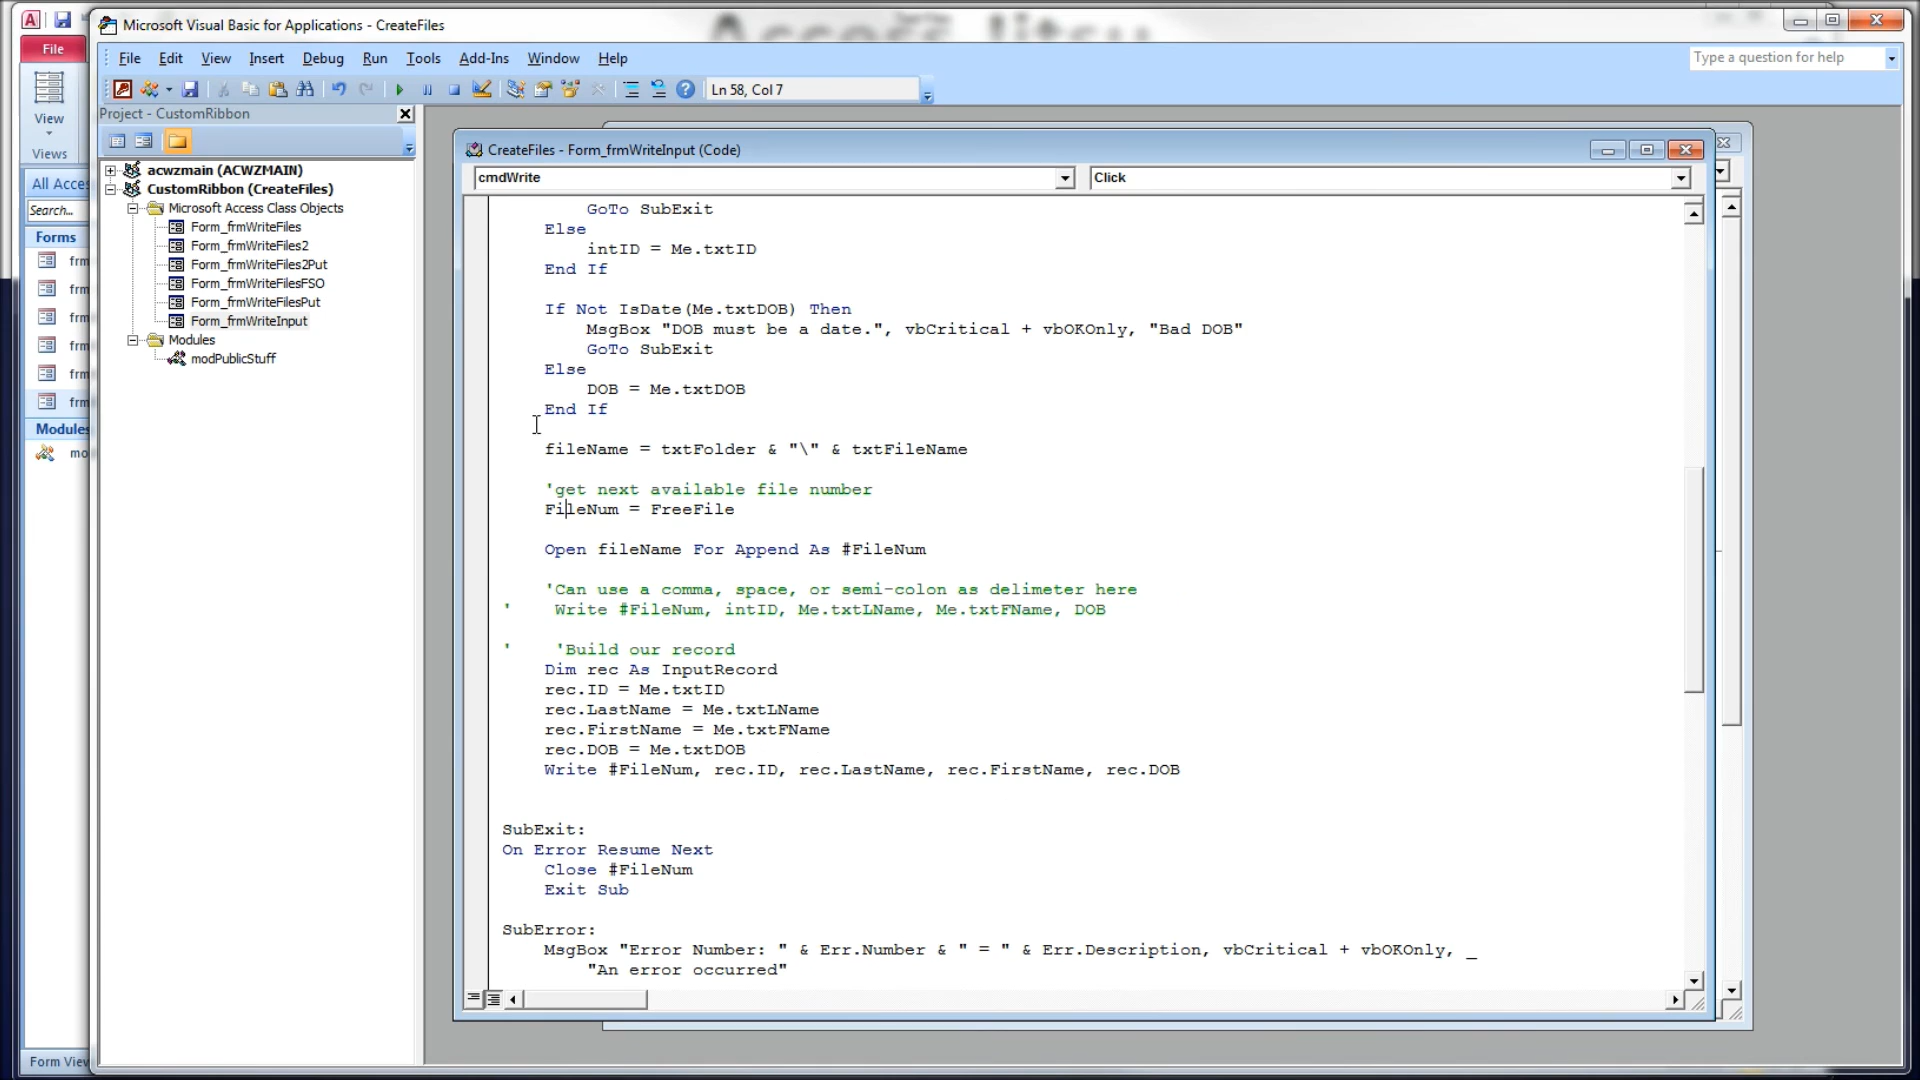 Access Jitsu
Microsoft Visual Basic for Applications - CreateFiles
File
File Edit View Insert Debug Run Tools Add-Ins Window Help
Type a question for help
Ln 58, Col 7
View
Views
Project - CustomRibbon
acwzmain (ACWZMAIN)
CustomRibbon (CreateFiles)
Microsoft Access Class Objects
Form_frmWriteFiles
Form_frmWriteFiles2
Form_frmWriteFiles2Put
Form_frmWriteFilesFSO
Form_frmWriteFilesPut
Form_frmWriteInput
Modules
modPublicStuff
All Acce
Search...
Forms
frm
frm
frm
frm
frm
frm
Modules
mo
Form View
CreateFiles - Form_frmWriteInput (Code)
cmdWrite
Click
GoTo SubExit
Else
intID = Me.txtID
End If
If Not IsDate(Me.txtDOB) Then
MsgBox "DOB must be a date.", vbCritical + vbOKOnly, "Bad DOB"
GoTo SubExit
Else
DOB = Me.txtDOB
End If
fileName = txtFolder & "\" & txtFileName
'get next available file number
FileNum = FreeFile
Open fileName For Append As #FileNum
'Can use a comma, space, or semi-colon as delimeter here
' Write #FileNum, intID, Me.txtLName, Me.txtFName, DOB
' 'Build our record
Dim rec As InputRecord
rec.ID = Me.txtID
rec.LastName = Me.txtLName
rec.FirstName = Me.txtFName
rec.DOB = Me.txtDOB
Write #FileNum, rec.ID, rec.LastName, rec.FirstName, rec.DOB
SubExit:
On Error Resume Next
Close #FileNum
Exit Sub
SubError:
MsgBox "Error Number: " & Err.Number & " = " & Err.Description, vbCritical + vbOKOnly, _
"An error occurred"